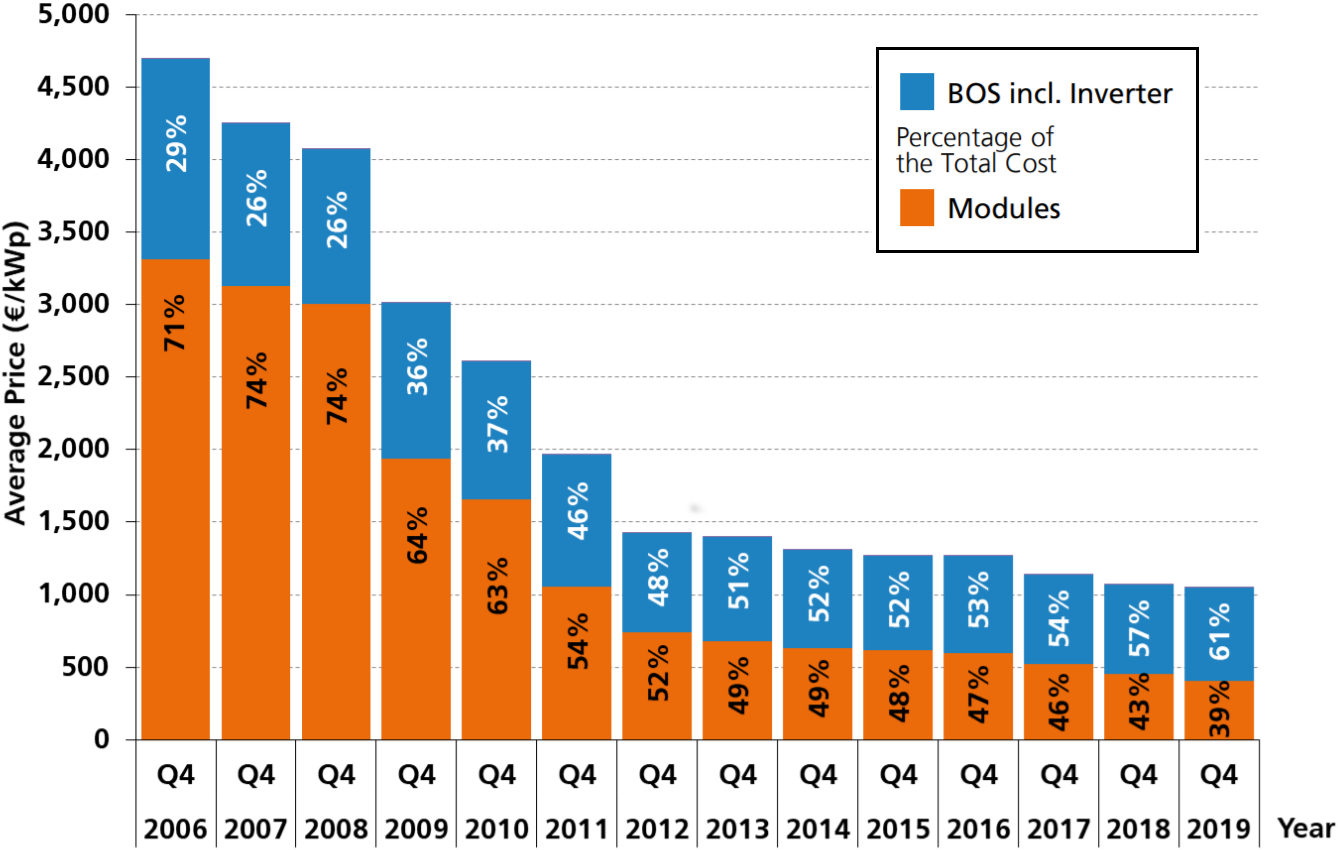 5,000
4,500
4,000
3,500
3,000
2,500
2,000
1,500
1,000
500
0
Average Price (€/kWp)
BOS incl. Inverter
Percentage of
the Total Cost
Modules
29% 26% 26% 36% 37% 46% 48% 51% 52% 52% 53% 54% 57% 61%
71% 74% 74% 64% 63% 54% 52% 49% 49% 48% 47% 46% 43% 39%
Q4 Q4 Q4 Q4 Q4 Q4 Q4 Q4 Q4 Q4 Q4 Q4 Q4 Q4
2006 2007 2008 2009 2010 2011 2012 2013 2014 2015 2016 2017 2018 2019 Year